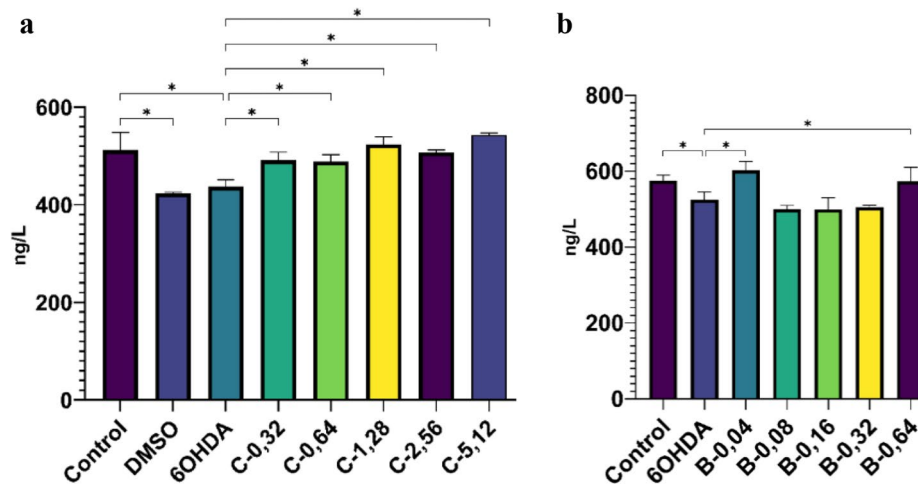 a
*
*
*
*
*
*
*
600
400
200
0
ng/L
Control
DMSO
6OHDA
C-0,32
C-0,64
C-1,28
C-2,56
C-5,12
b
*
*
*
800
600
400
200
0
ng/L
Control
6OHDA
B-0,04
B-0,08
B-0,16
B-0,32
B-0,64